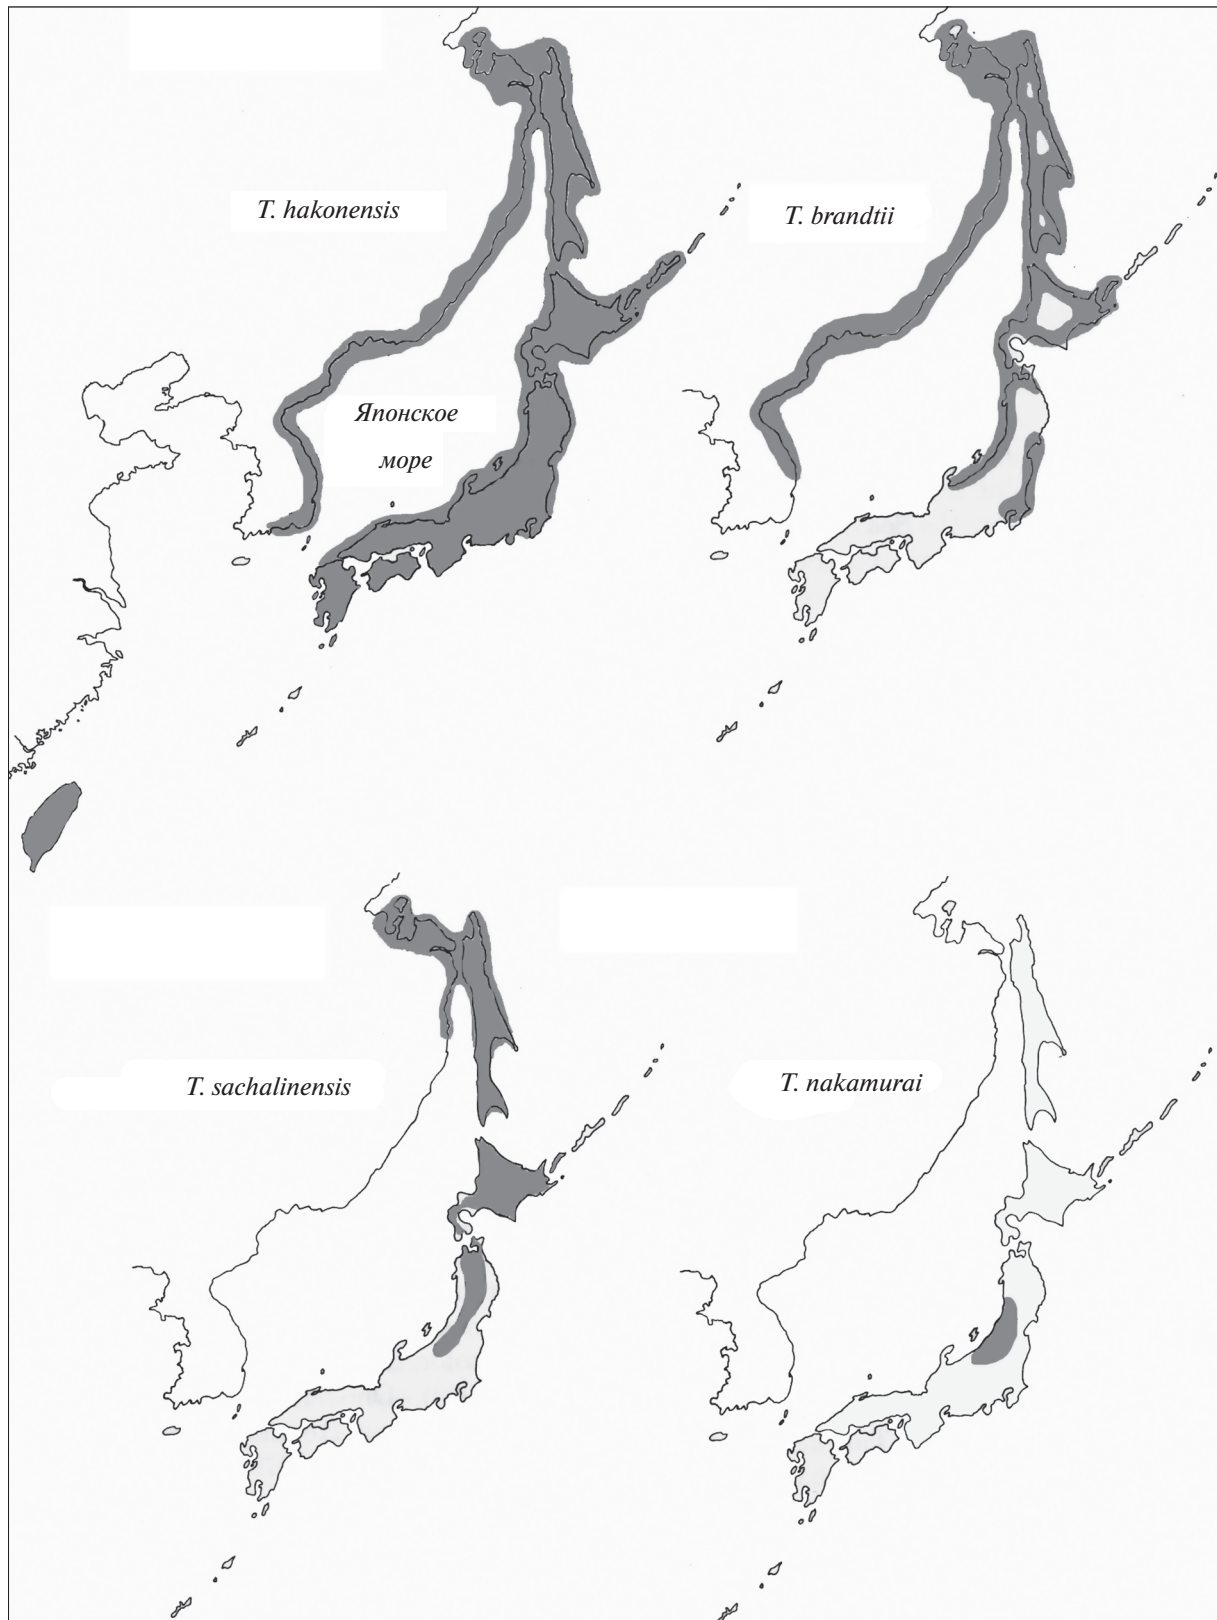 T. hakonensis
T. brandtii
Японское
море
T. sachalinensis
T. nakamurai